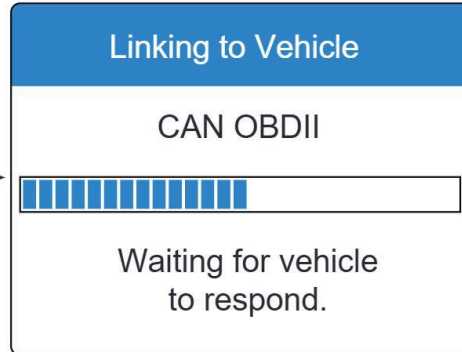 Linking to Vehicle
CAN OBDII
Waiting for vehicle
to respond.